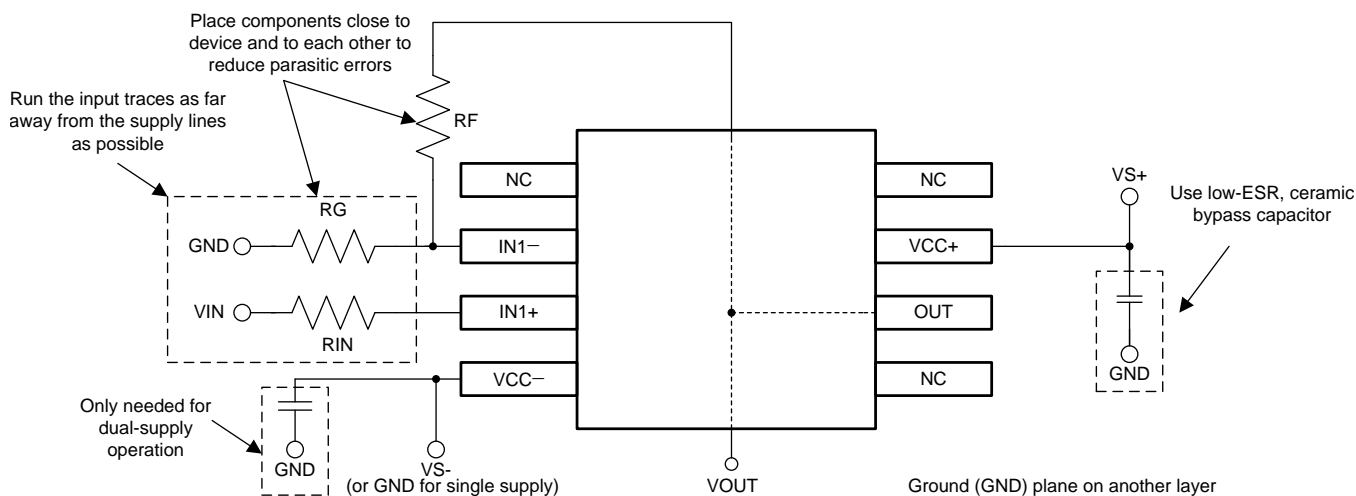 Place components close to
device and to each other to
reduce parasitic errors
Run the input traces as far
away from the supply lines
as possible
RF
NC
NC
VS+
Use low-ESR, ceramic
bypass capacitor
RG
GND
IN1−
VCC+
VIN
IN1+
OUT
RIN
VCC−
NC
GND
Only needed for
dual-supply
operation
GND
VS-
(or GND for single supply)
VOUT
Ground (GND) plane on another layer